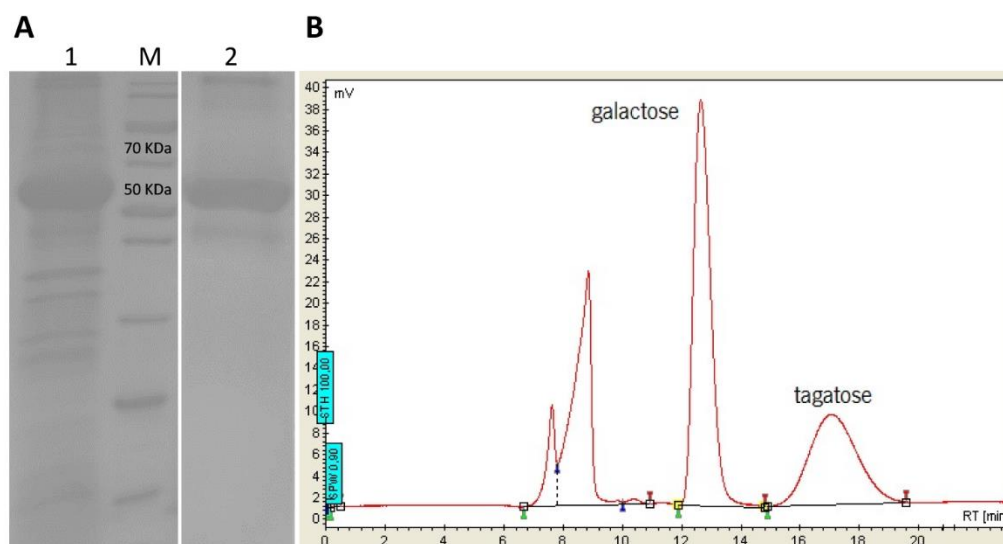 A
B
1 M 2
70 KDa
50 KDa
mV
galactose
tagatose
STH 100,00
SPW 0,90
40
38
36
34
32
30
28
26
24
22
20
18
16
14
12
10
8
6
4
2
0
0 2 4 6 8 10 12 14 16 18 20
RT [min